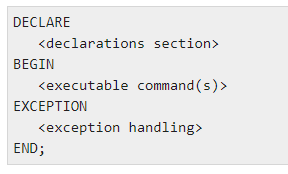 DECLARE
   <declarations section>
BEGIN
   <executable command(s)>
EXCEPTION
   <exception handling>
END;